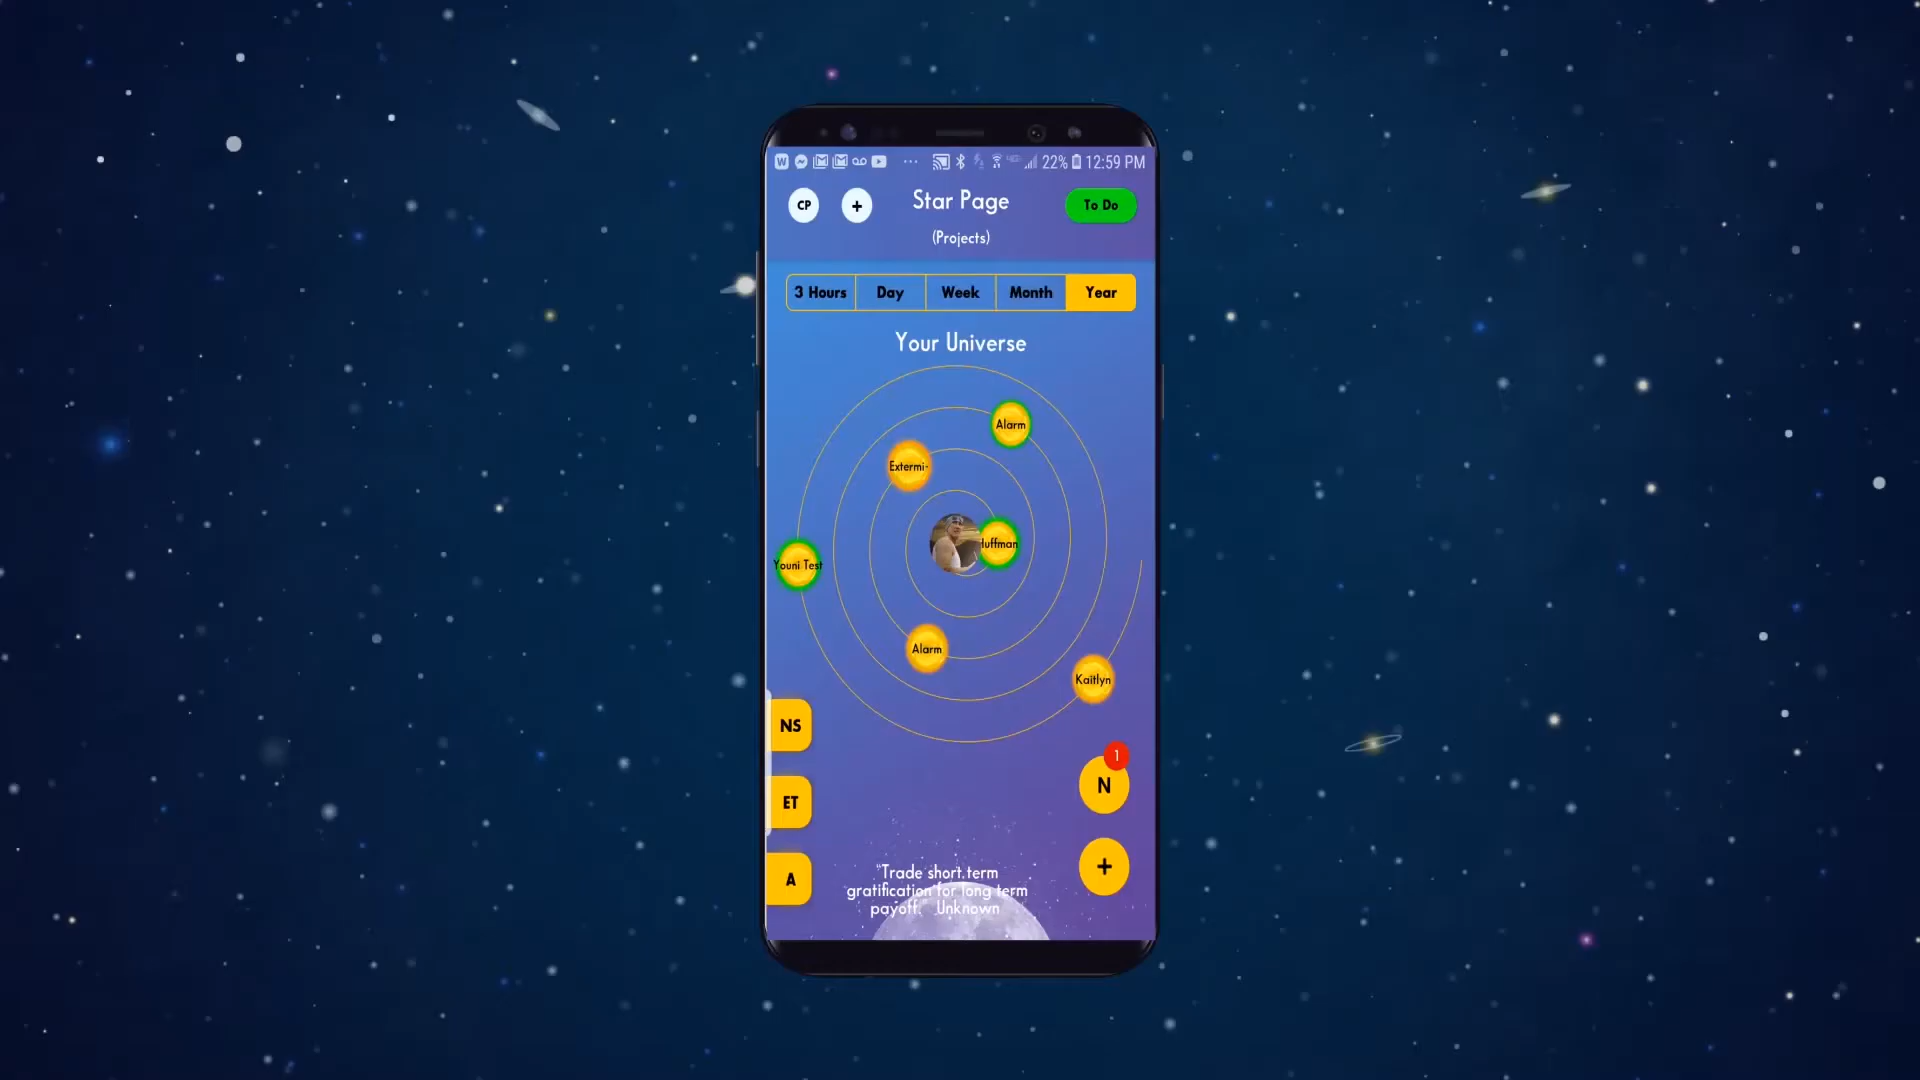 22% 12:59 PM
CP
+
Star Page
To Do
(Projects)
3 Hours Day Week Month Year
Your Universe
Alarm
Extermi-
Huffman
Youni Test
Alarm
Kaitlyn
NS
1
N
ET
+
A
"Trade short term
gratification for long term
payoff. Unknown